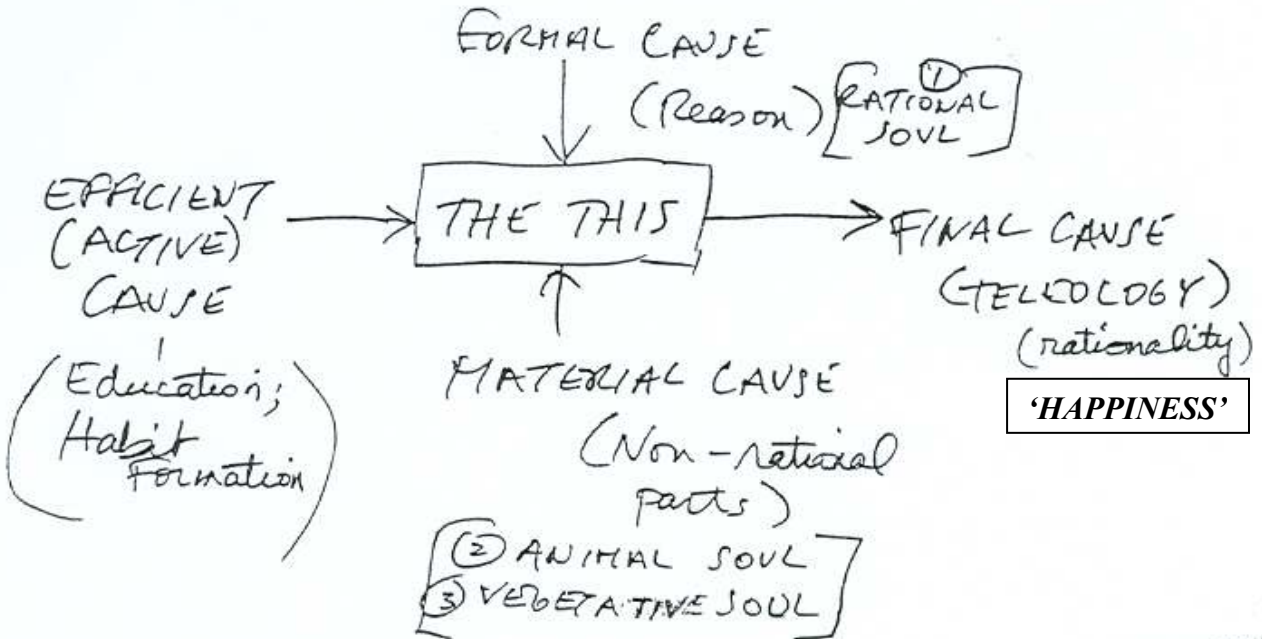 FORMAL CAUSE
(Reason)
① RATIONAL
SOUL
EFFICIENT
(ACTIVE)
CAUSE
(Education;
Habit
Formation)
THE THIS
FINAL CAUSE
(TELEOLOGY)
(rationality)
'HAPPINESS'
MATERIAL CAUSE
(Non-rational
parts)
② ANIMAL SOUL
③ VEGETATIVE SOUL